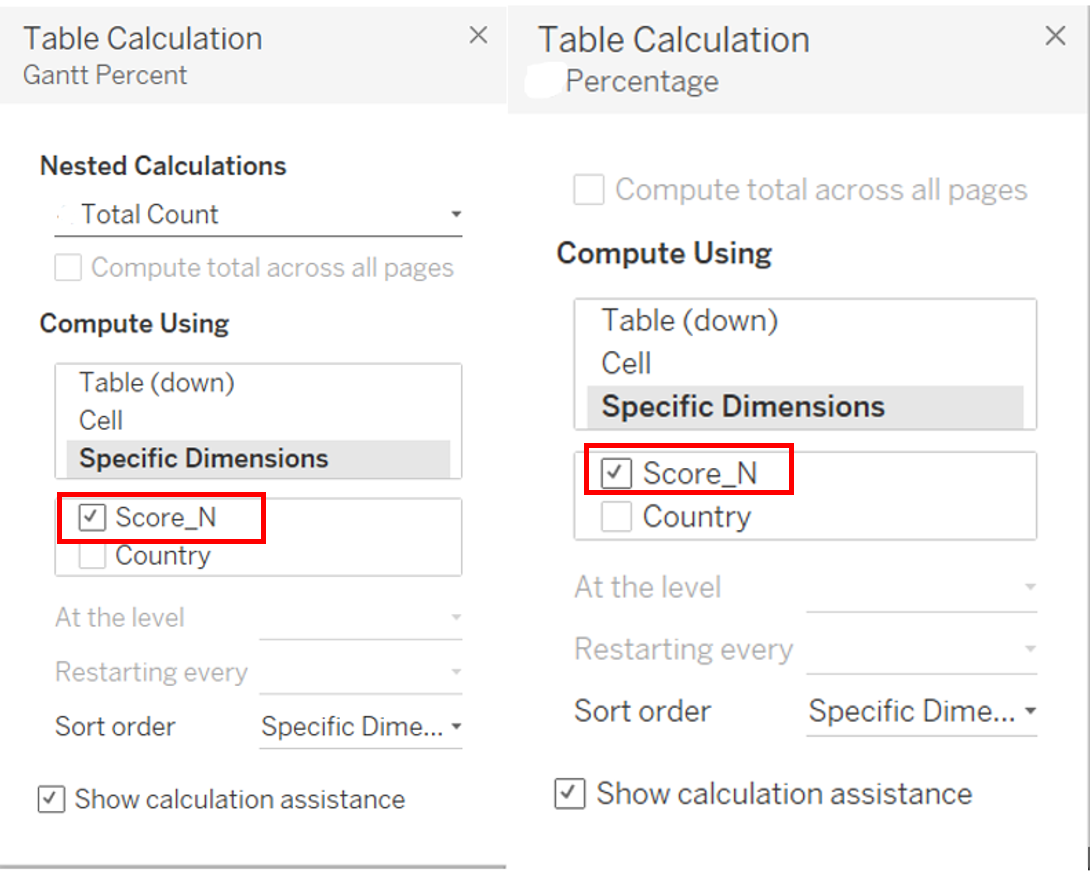 Table Calculation
Gantt Percent
Nested Calculations
Total Count
Compute total across all pages
Compute Using
Table (down)
Cell
Specific Dimensions
Score_N
Country
At the level
Restarting every
Sort order Specific Dime...
Show calculation assistance
Table Calculation
Percentage
Compute total across all pages
Compute Using
Table (down)
Cell
Specific Dimensions
Score_N
Country
At the level
Restarting every
Sort order Specific Dime...
Show calculation assistance